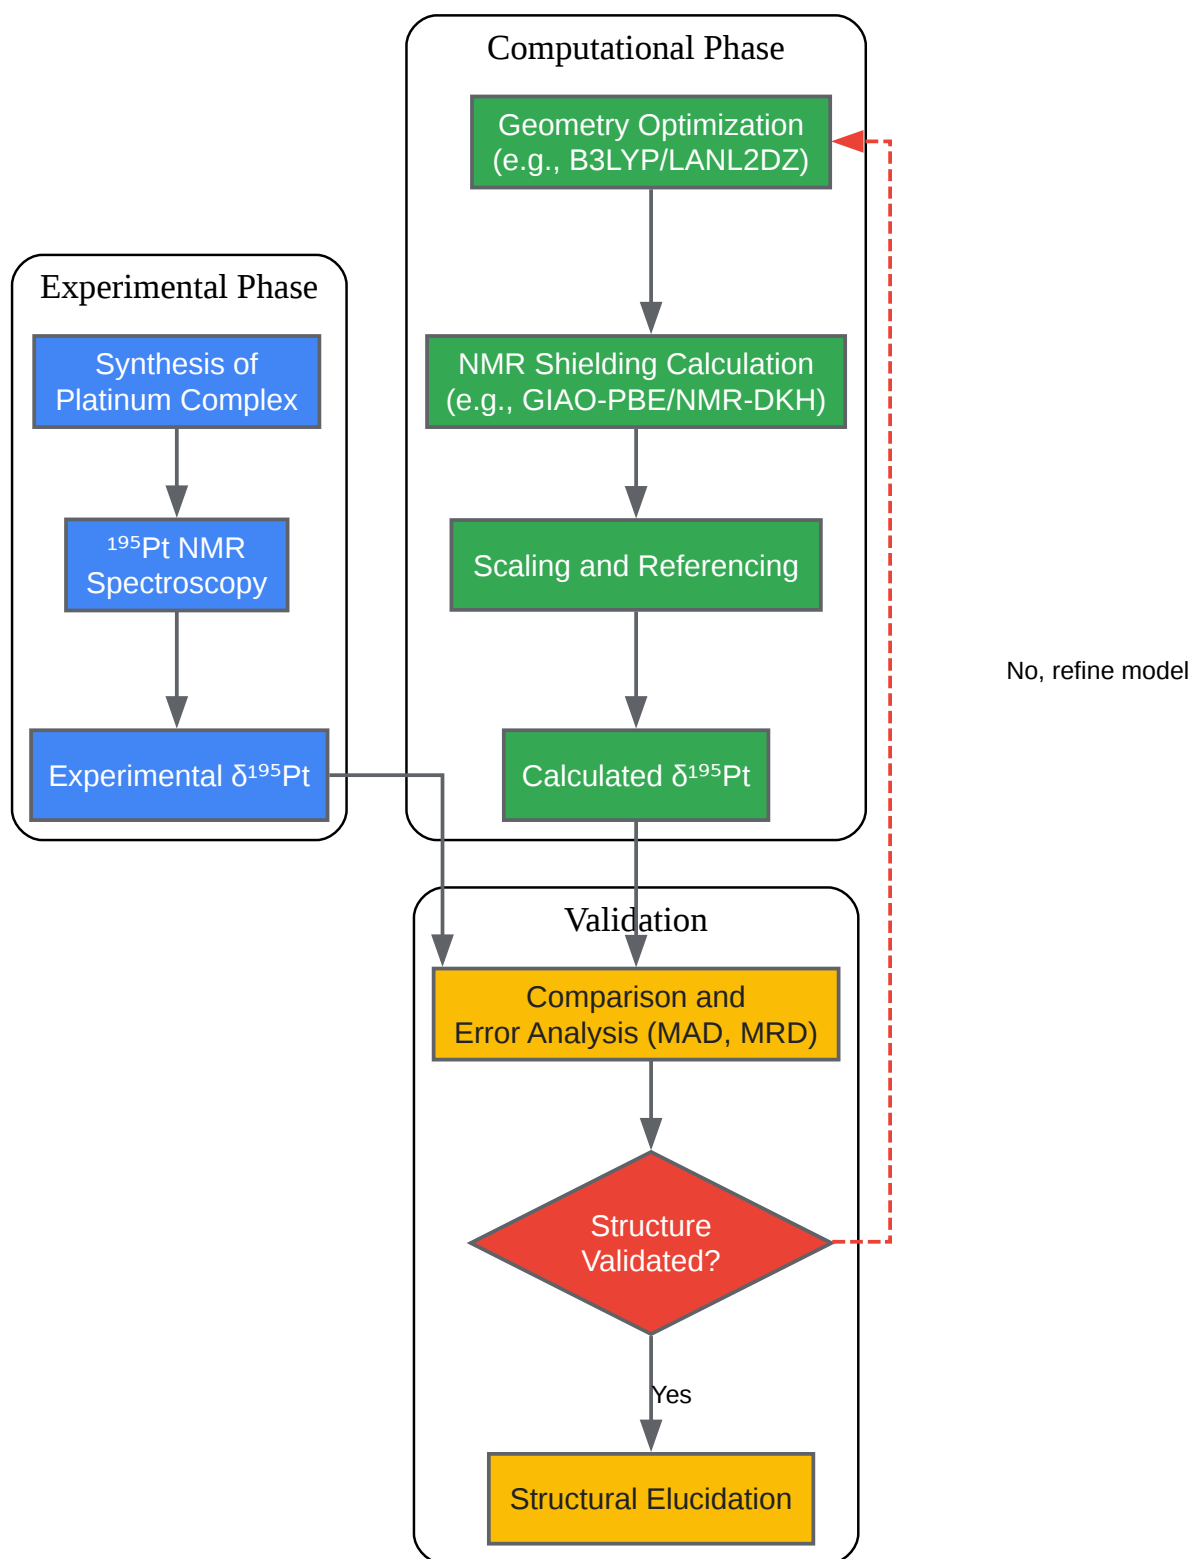 Computational Phase
Geometry Optimization
(e.g., B3LYP/LANL2DZ)
NMR Shielding Calculation
(e.g., GIAO-PBE/NMR-DKH)
Scaling and Referencing
Calculated δ¹⁹⁵Pt
Experimental Phase
Synthesis of
Platinum Complex
¹⁹⁵Pt NMR
Spectroscopy
Experimental δ¹⁹⁵Pt
No, refine model
Validation
Comparison and
Error Analysis (MAD, MRD)
Structure
Validated?
Yes
Structural Elucidation